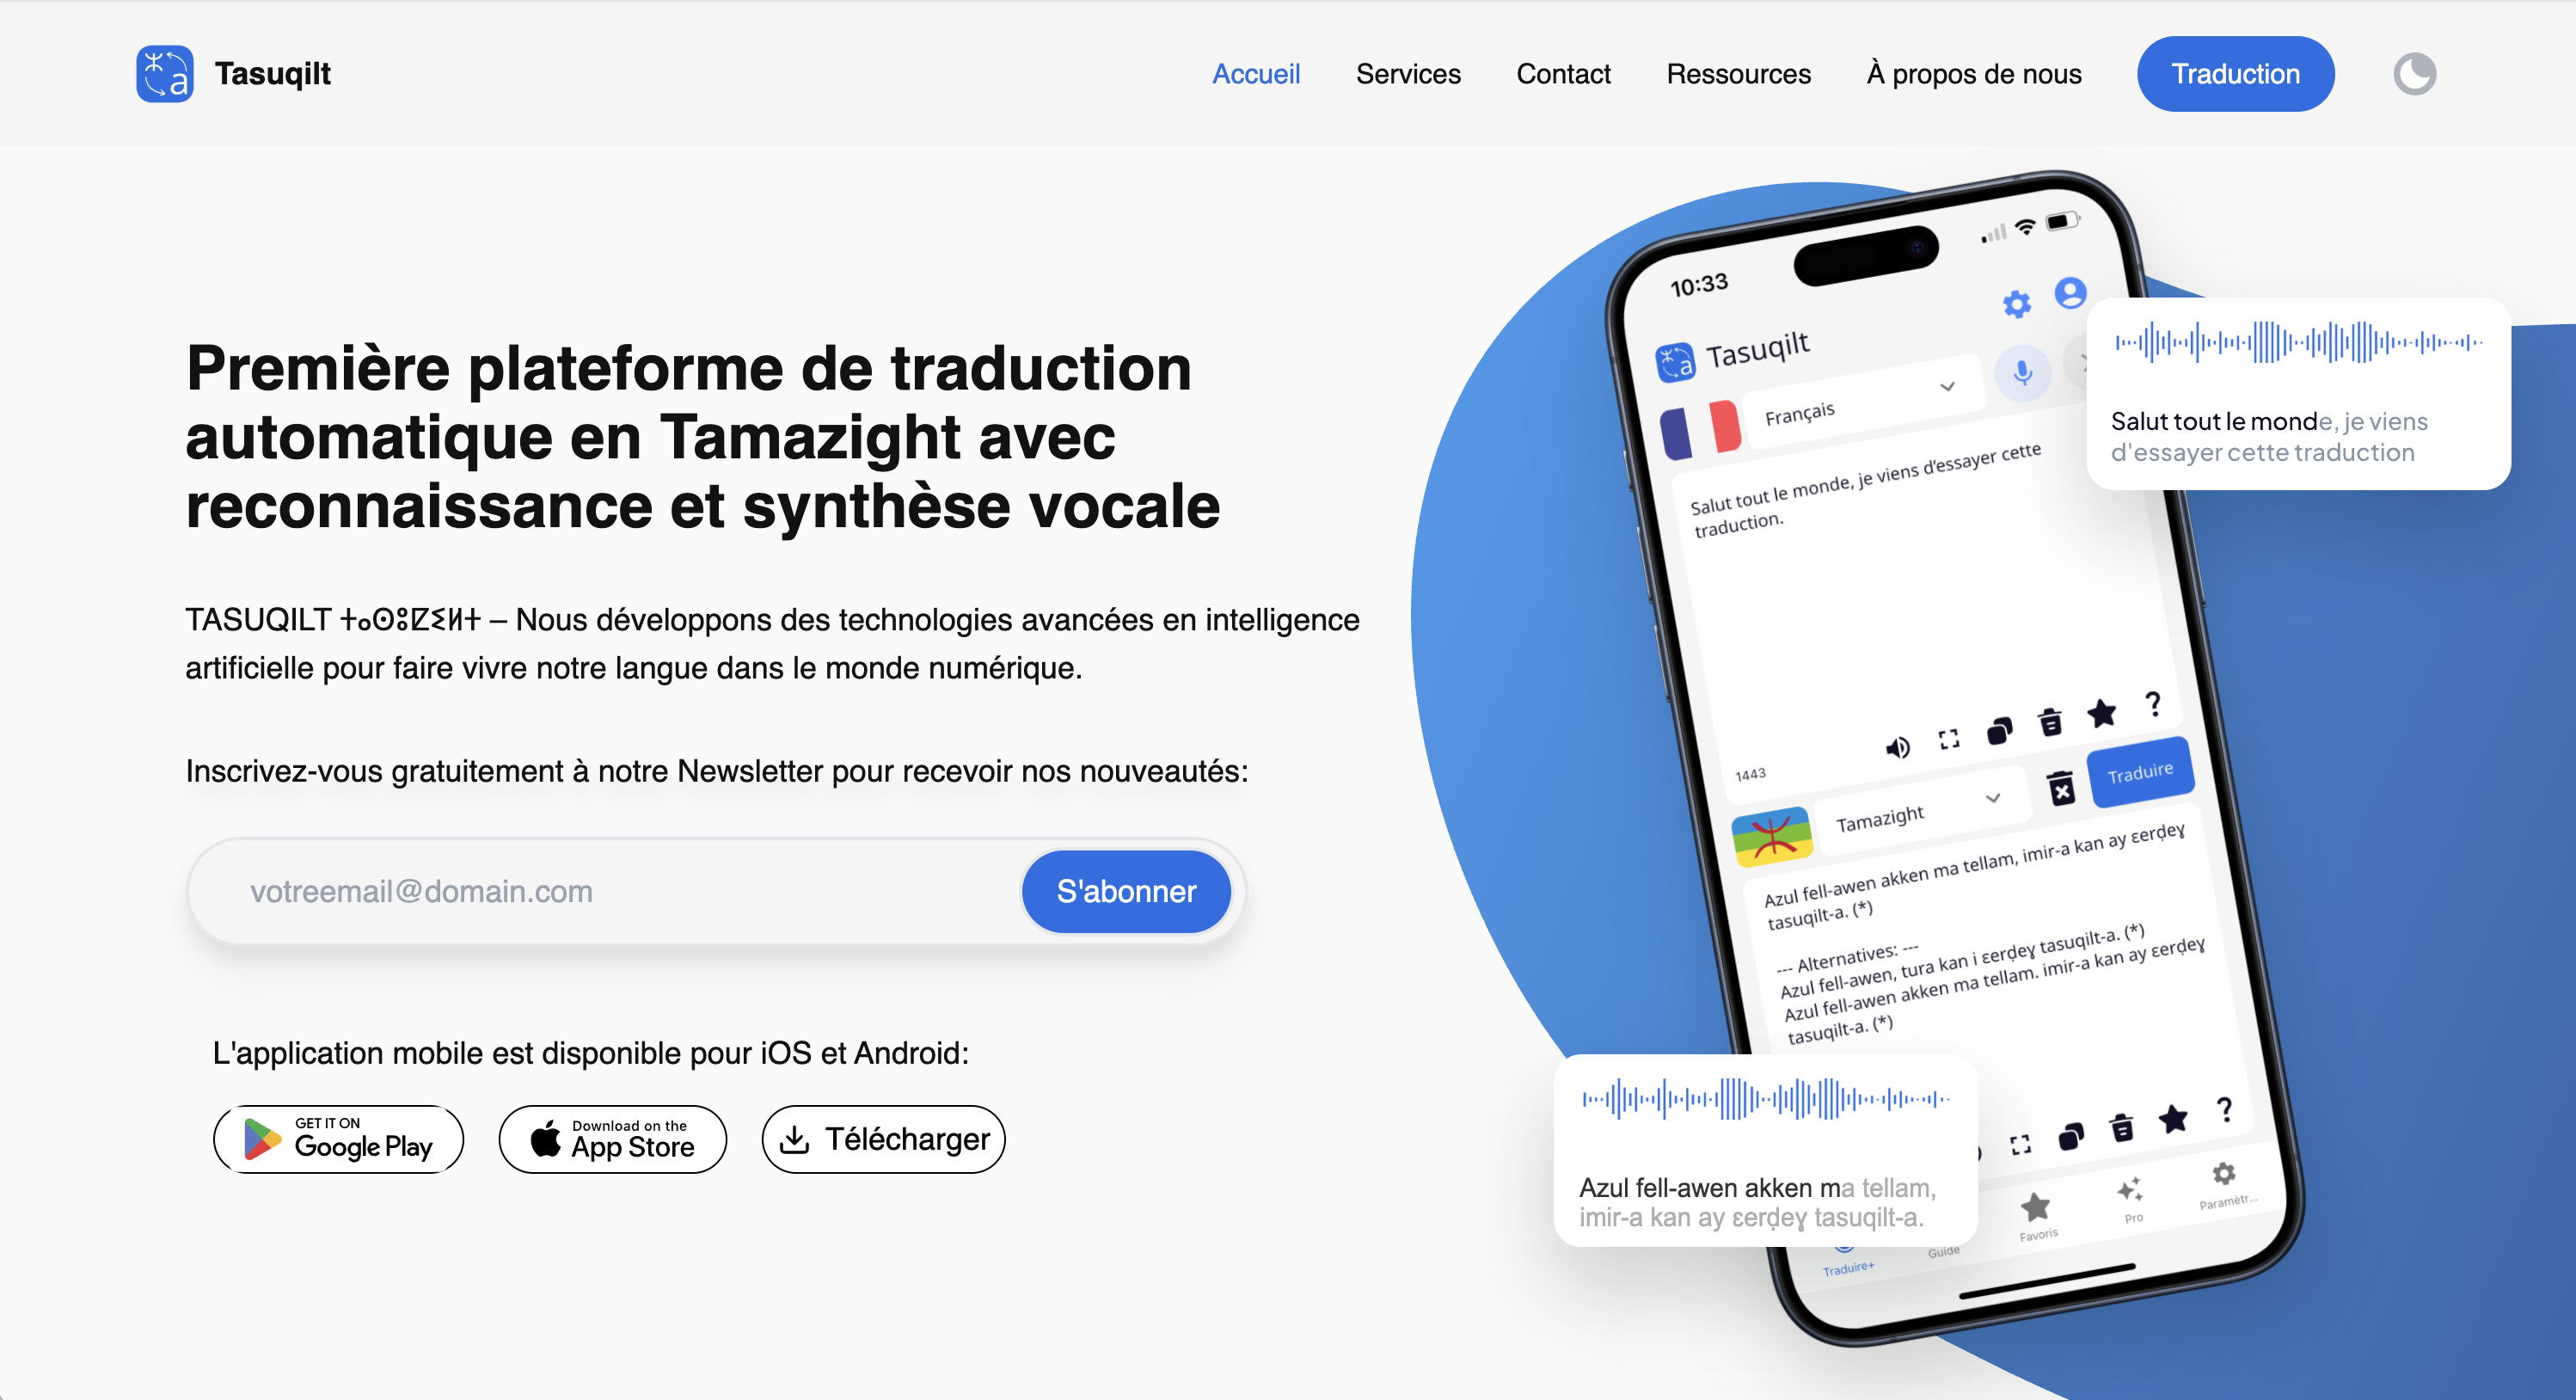 Tasuqilt
Accueil
Services
Contact
Ressources
À propos de nous
Traduction
Première plateforme de traduction
automatique en Tamazight avec
reconnaissance et synthèse vocale
TASUQILT ⵜⴰⵙⵓⵇⵉⵍⵜ – Nous développons des technologies avancées en intelligence
artificielle pour faire vivre notre langue dans le monde numérique.
Inscrivez-vous gratuitement à notre Newsletter pour recevoir nos nouveautés:
votreemail@domain.com
S'abonner
L'application mobile est disponible pour iOS et Android:
GET IT ON
Google Play
Download on the
App Store
Télécharger
10:33
Tasuqilt
Français
Salut tout le monde, je viens d'essayer cette
traduction.
1443
Tamazight
Traduire
Azul fell-awen akken ma tellam, imir-a kan ay ɛerḍeɣ
tasuqilt-a. (*)
--- Alternatives: ---
Azul fell-awen, tura kan i ɛerḍeɣ tasuqilt-a. (*)
Azul fell-awen akken ma tellam. imir-a kan ay ɛerḍeɣ
tasuqilt-a. (*)
Traduire+
Guide
Favoris
Pro
Paramètr...
Salut tout le monde, je viens
d'essayer cette traduction
Azul fell-awen akken ma tellam,
imir-a kan ay ɛerḍeɣ tasuqilt-a.